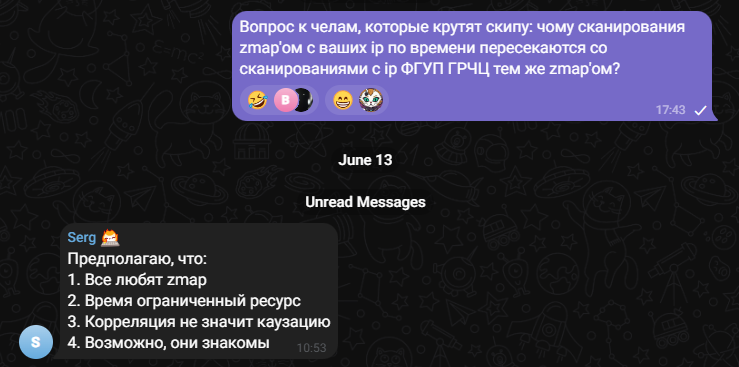 Вопрос к челам, которые крутят скипу: чому сканирования
zmap'ом с ваших ip по времени пересекаются со
сканированиями с ip ФГУП ГРЧЦ тем же zmap'ом?
B
17:43
June 13
Unread Messages
Serg
Предполагаю, что:
1. Все любят zmap
2. Время ограниченный ресурс
3. Корреляция не значит каузацию
4. Возможно, они знакомы
S
10:53